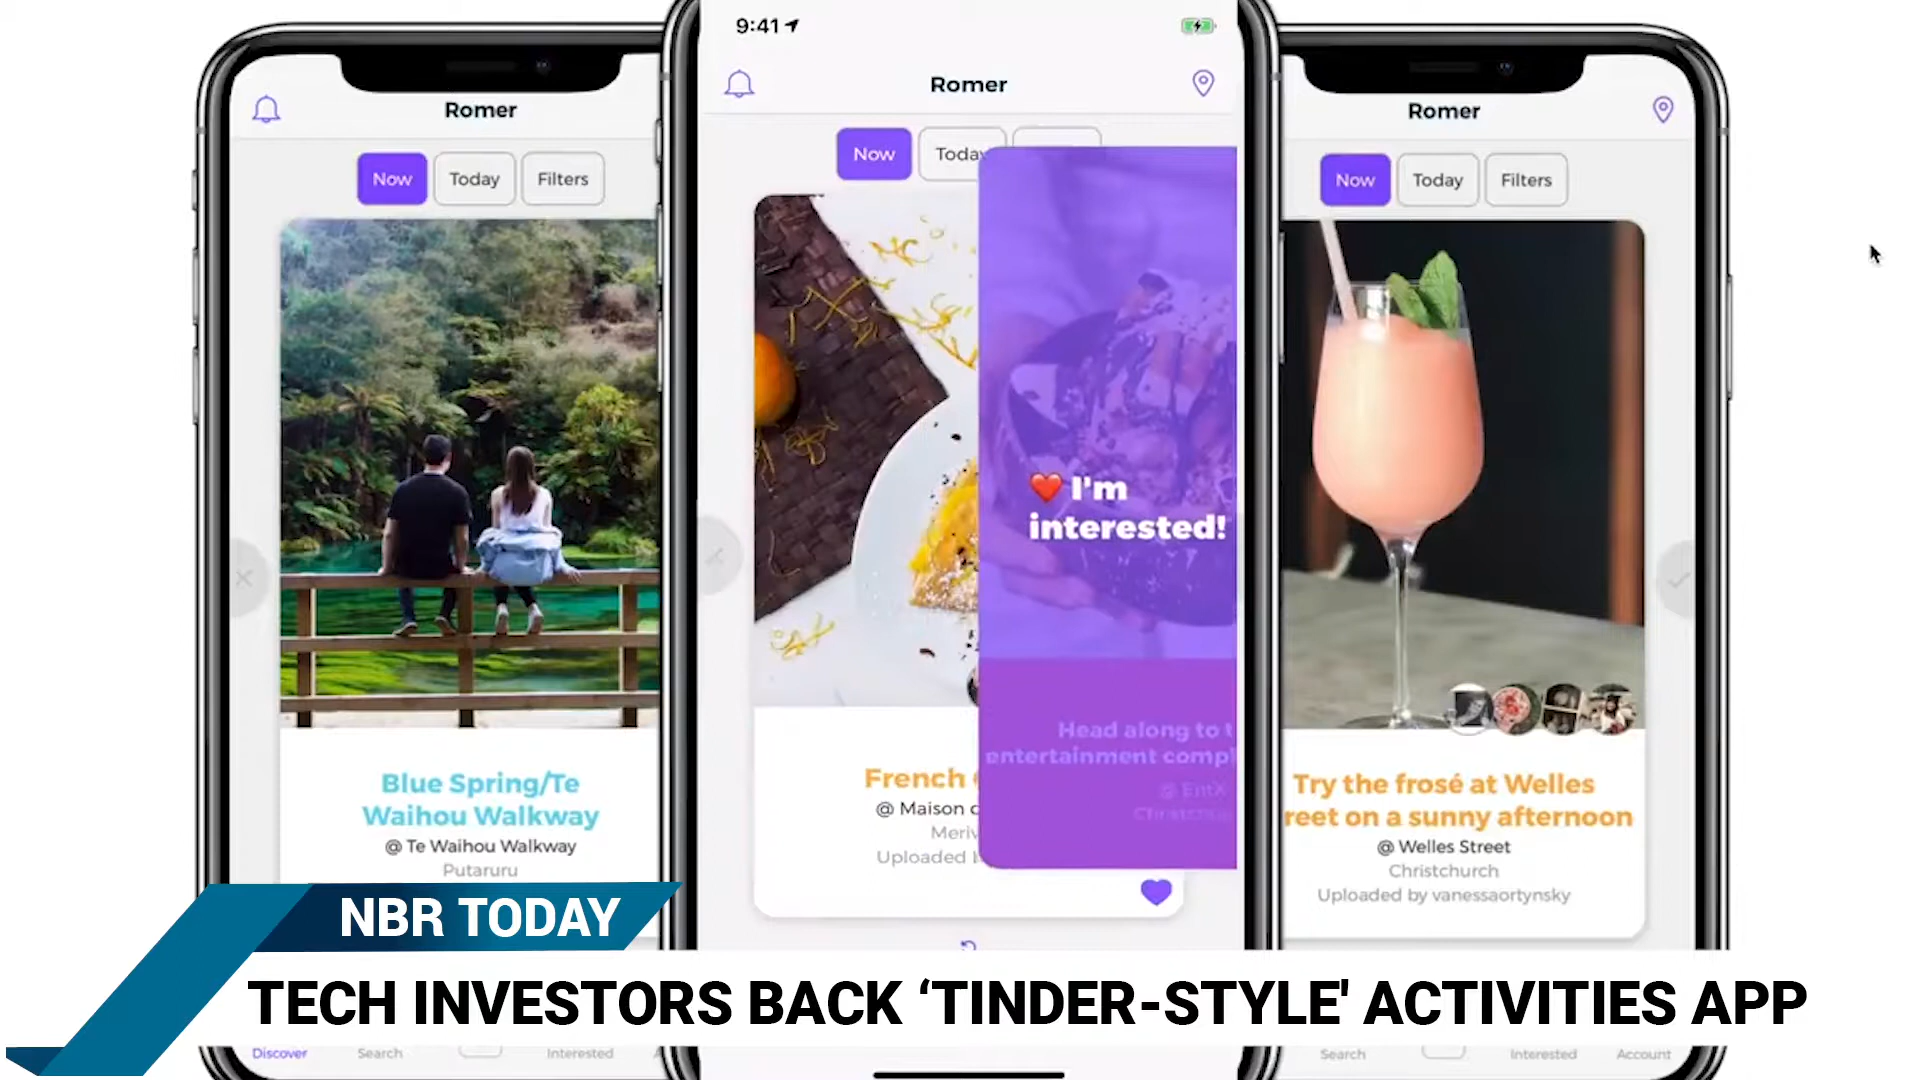 Romer
Now
Today
Filters
Blue Spring/Te
Waihou Walkway
@ Te Waihou Walkway
Putaruru
Discover
Search
Interested
9:41
Romer
Now
Today
I'm
interested!
Head along to
entertainment
@ EntX
French
@ Maison
Uploaded
Romer
Now
Today
Filters
Try the frosé at Welles
reet on a sunny afternoon
@ Welles Street
Christchurch
Uploaded by vanessaortynsky
Search
Interested
Account
NBR TODAY
TECH INVESTORS BACK ‘TINDER-STYLE' ACTIVITIES APP